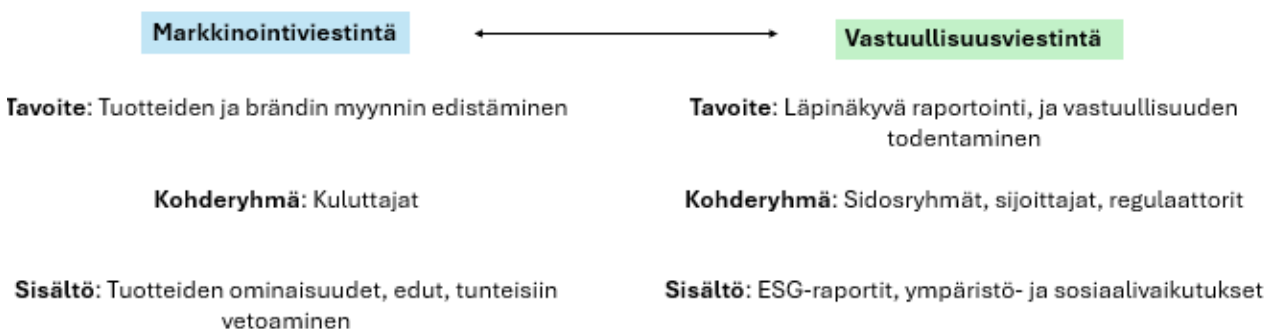 Markkinointiviestintä
Vastuullisuusviestintä
Tavoite: Tuotteiden ja brändin myynnin edistäminen
Tavoite: Läpinäkyvä raportointi, ja vastuullisuuden
todentaminen
Kohderyhmä: Kuluttajat
Kohderyhmä: Sidosryhmät, sijoittajat, regulaattorit
Sisältö: Tuotteiden ominaisuudet, edut, tunteisiin
vetoaminen
Sisältö: ESG-raportit, ympäristö- ja sosiaalivaikutukset